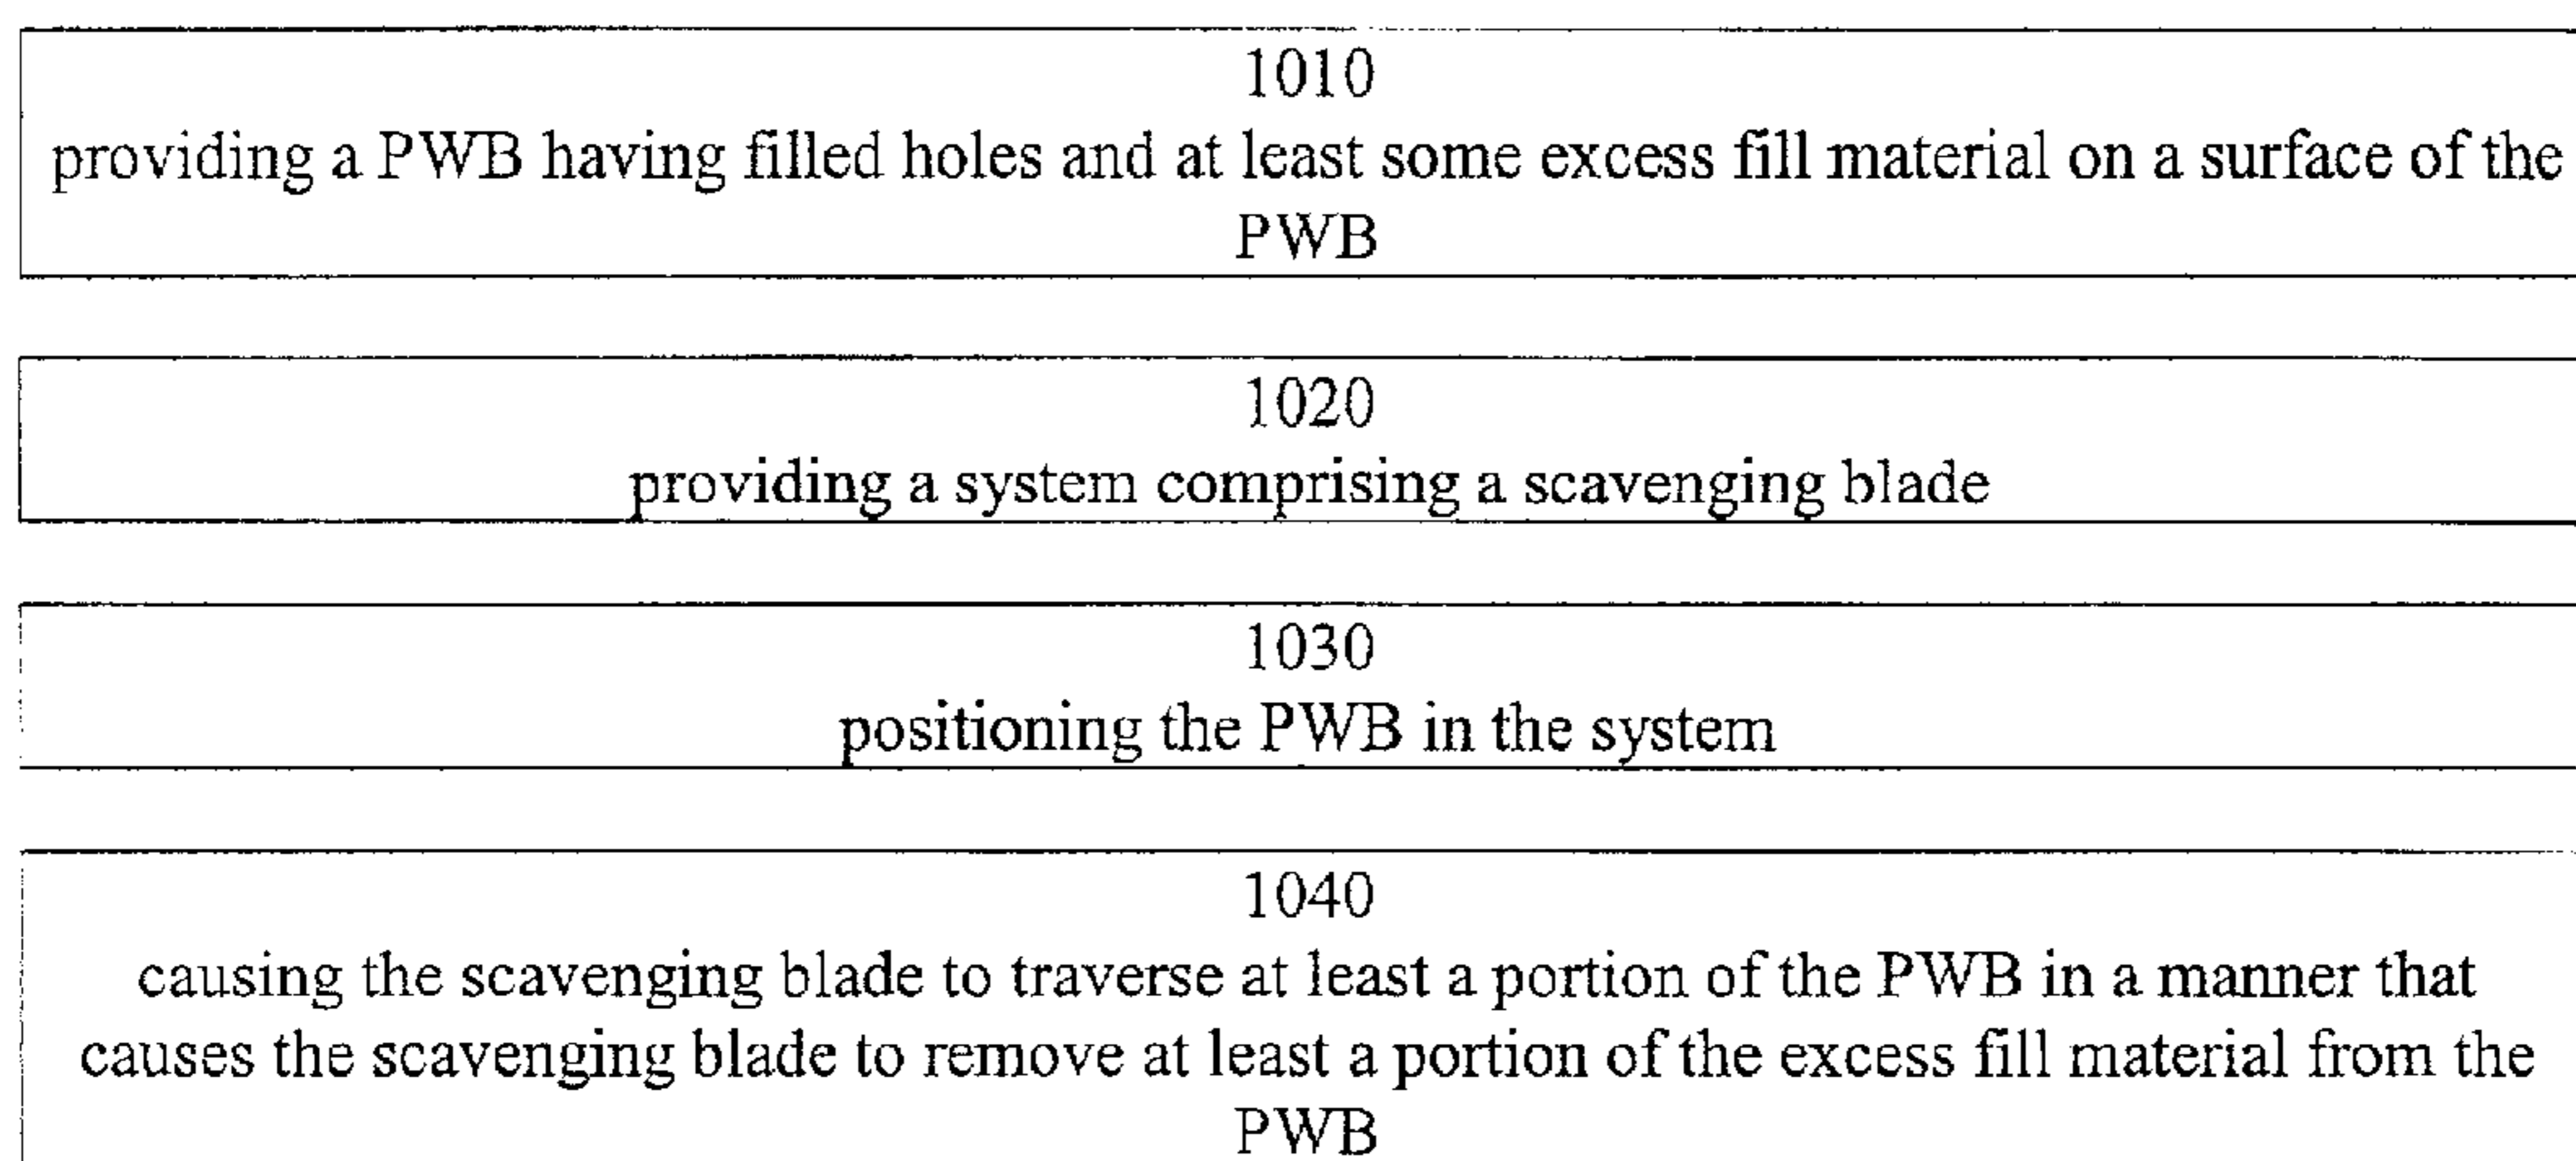 1010
providing a PWB having filled holes and at least some excess fill material on a surface of the
PWB
1020
providing a system comprising a scavenging blade
1030
positioning the PWB in the system
1040
causing the scavenging blade to traverse at least a portion of the PWB in a manner that
causes the scavenging blade to remove at least a portion of the excess fill material from the
PWB